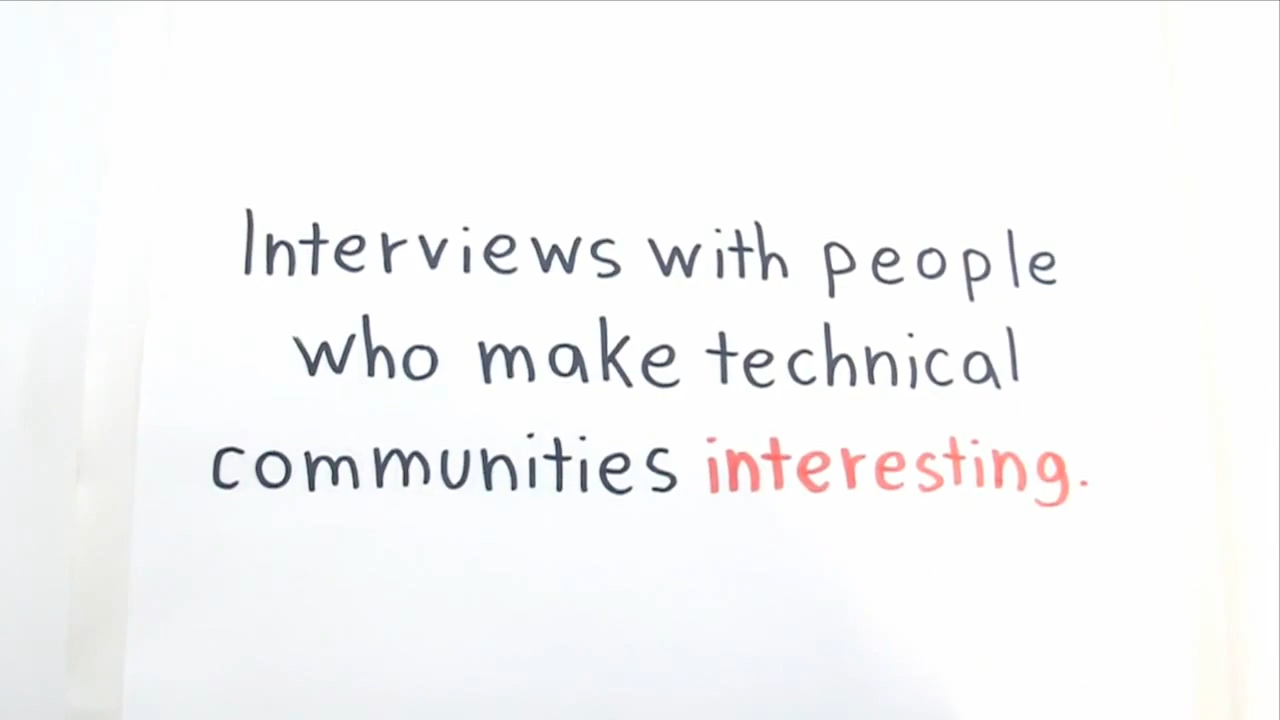 Interviews with people
who make technical
communities interesting.